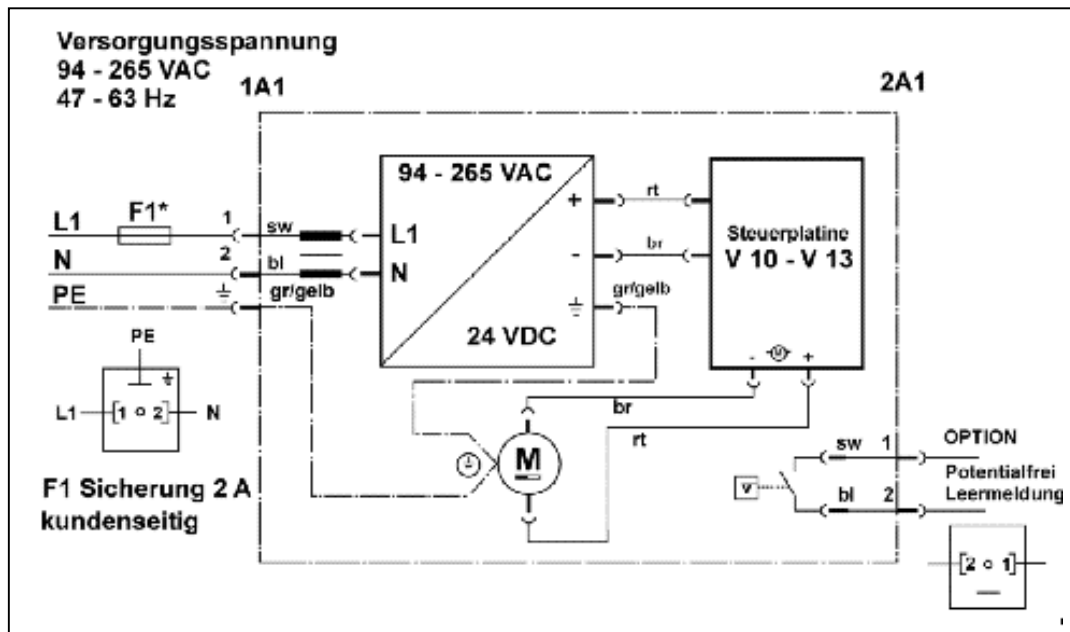 Versorgungsspannung
94 - 265 VAC
47 - 63 Hz
1A1
2A1
94 - 265 VAC
L1
F1*
1
sw
L1
+
rt
Steuerplatine
V 10 - V 13
N
2
bl
N
-
br
PE
gr/gelb
gr/gelb
24 VDC
- M +
PE
L1
1 2
N
br
rt
M
F1 Sicherung 2 A
kundenseitig
sw
1
OPTION
v
Potentialfrei
Leermeldung
bl
2
2 1